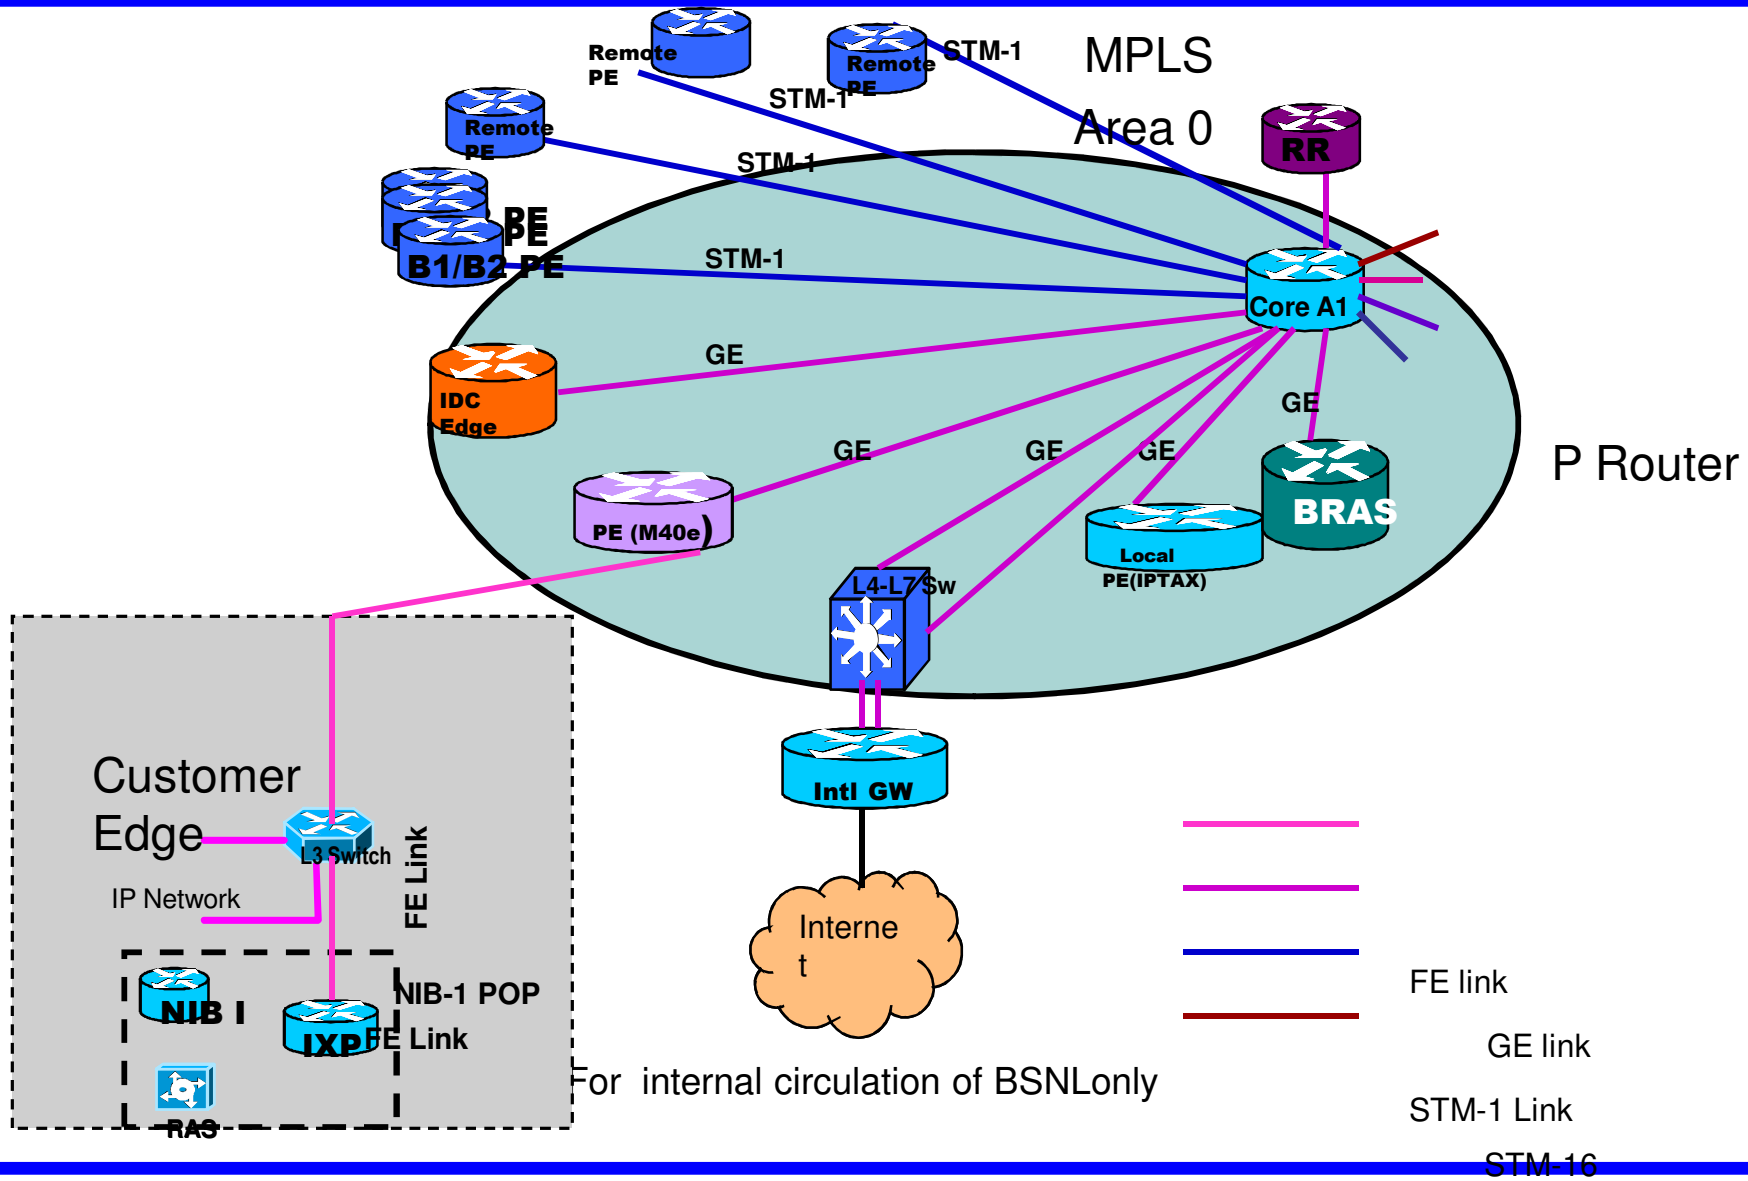 MPLS
Area 0
Remote
PE
STM-1
Remote
PE
STM-1
Remote
PE
STM-1
RR
PE
PE
B1/B2 PE
STM-1
Core A1
GE
IDC
Edge
GE
GE
GE
GE
P Router
PE (M40e)
BRAS
Local
PE(IPTAX)
L4-L7 Sw
Customer
Edge
Intl GW
L3 Switch
FE Link
IP Network
Interne
t
NIB-1 POP
NIB I
IXP
FE Link
RAS
FE link
GE link
STM-1 Link
STM-16
For  internal circulation of BSNLonly